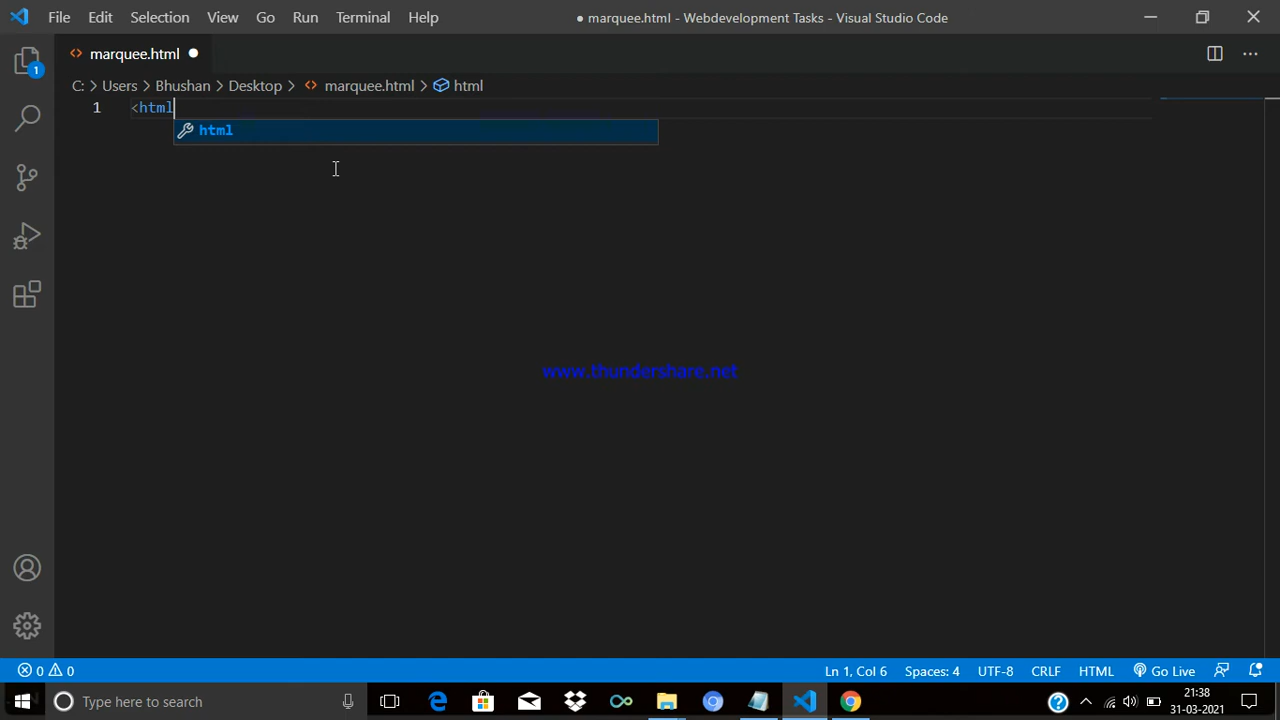 File Edit Selection View Go Run Terminal Help ● marquee.html - Webdevelopment Tasks - Visual Studio Code
<> marquee.html ●
1
C: > Users > Bhushan > Desktop > <> marquee.html > html
1 <html
html
www.thundershare.net
0 0 Ln 1, Col 6 Spaces: 4 UTF-8 CRLF HTML Go Live
Type here to search
21:38
31-03-2021